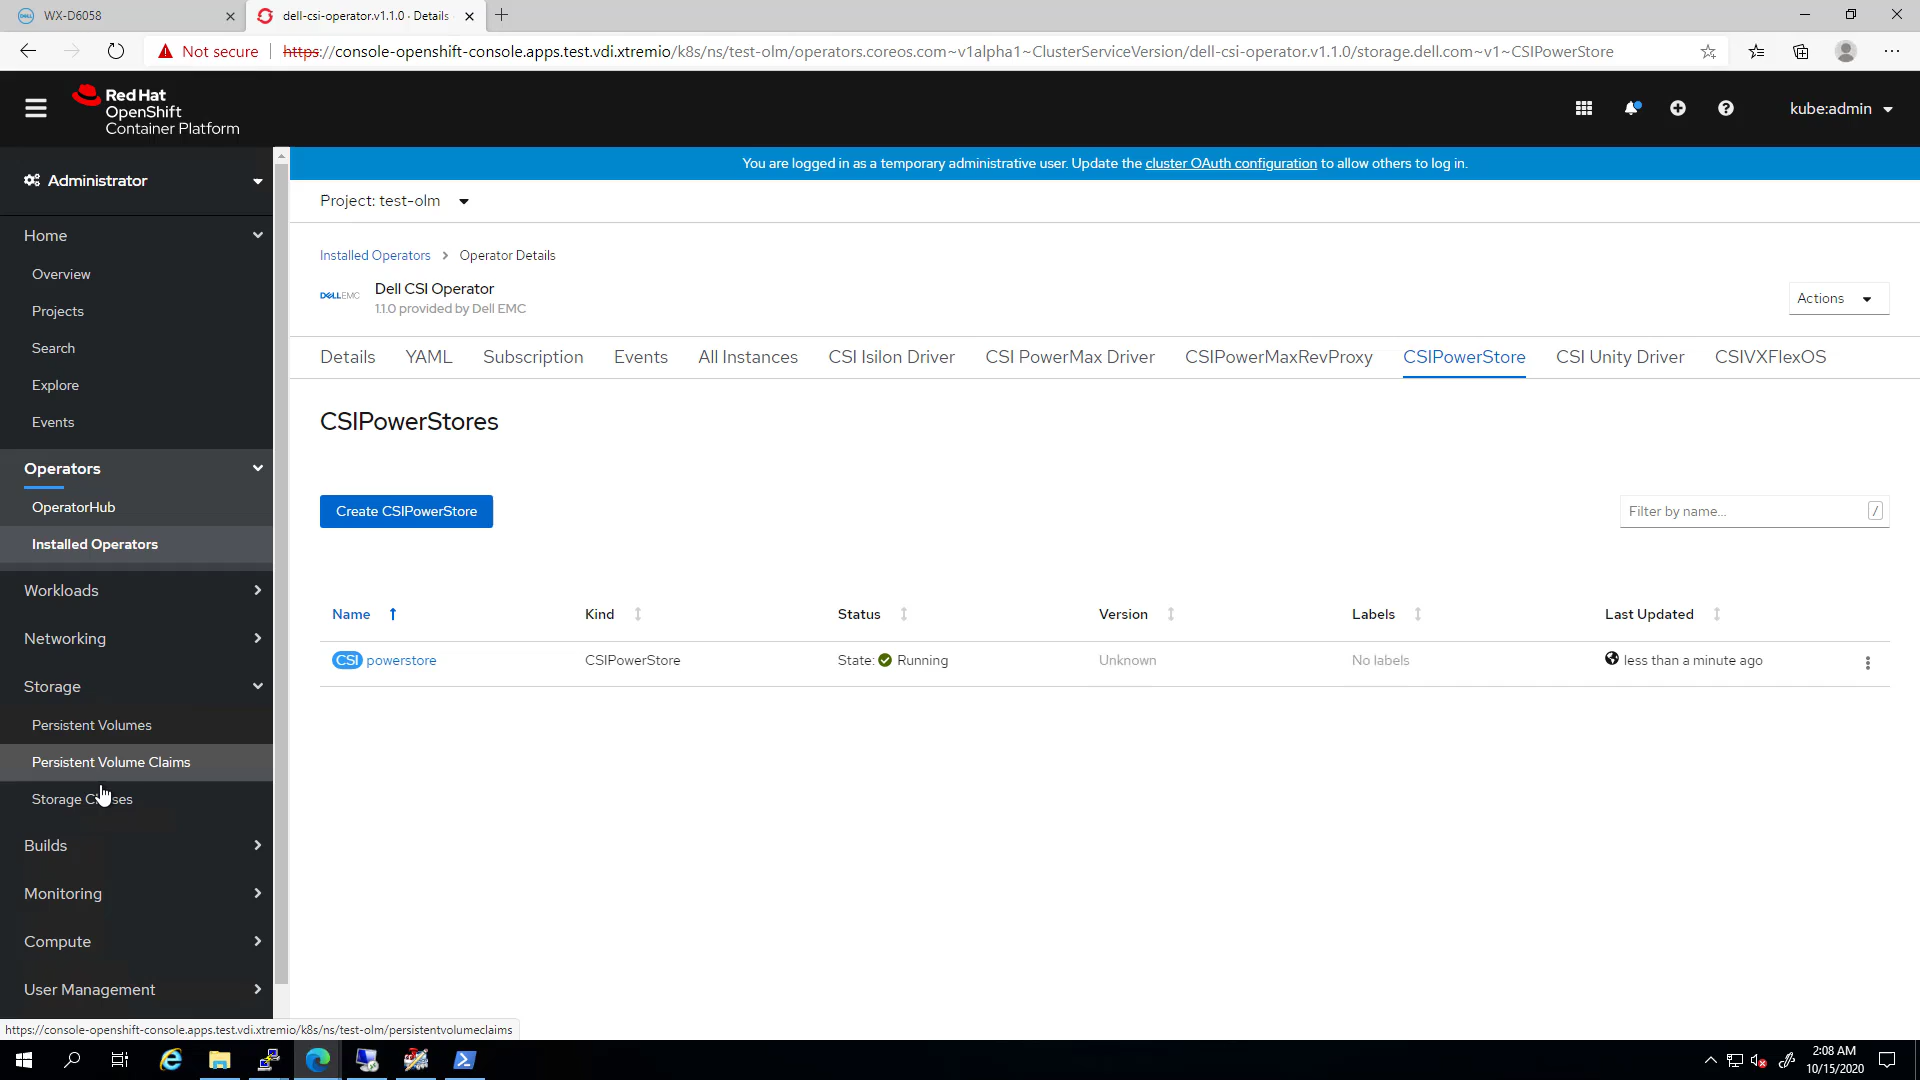 WX-D6058
dell-csi-operator.v1.1.0 · Details
Not secure
https://console-openshift-console.apps.test.vdi.xtremio/k8s/ns/test-olm/operators.coreos.com~v1alpha1~ClusterServiceVersion/dell-csi-operator.v1.1.0/storage.dell.com~v1~CSIPowerStore
Red Hat
OpenShift
Container Platform
kube:admin
Administrator
Home
Overview
Projects
Search
Explore
Events
Operators
OperatorHub
Installed Operators
Workloads
Networking
Storage
Persistent Volumes
Persistent Volume Claims
Storage
Builds
Monitoring
Compute
User Management
You are logged in as a temporary administrative user. Update the cluster OAuth configuration to allow others to log in.
Project: test-olm
Installed Operators > Operator Details
DELLEMC
Dell CSI Operator
1.1.0 provided by Dell EMC
Actions
Details YAML Subscription Events All Instances CSI Isilon Driver CSI PowerMax Driver CSIPowerMaxRevProxy CSIPowerStore CSI Unity Driver CSIVXFlexOS
CSIPowerStores
Create CSIPowerStore
Filter by name...
/
Name Kind Status Version Labels Last Updated
CSI powerstore CSIPowerStore State: Running Unknown No labels less than a minute ago
https://console-openshift-console.apps.test.vdi.xtremio/k8s/ns/test-olm/persistentvolumeclaims
2:08 AM
10/15/2020